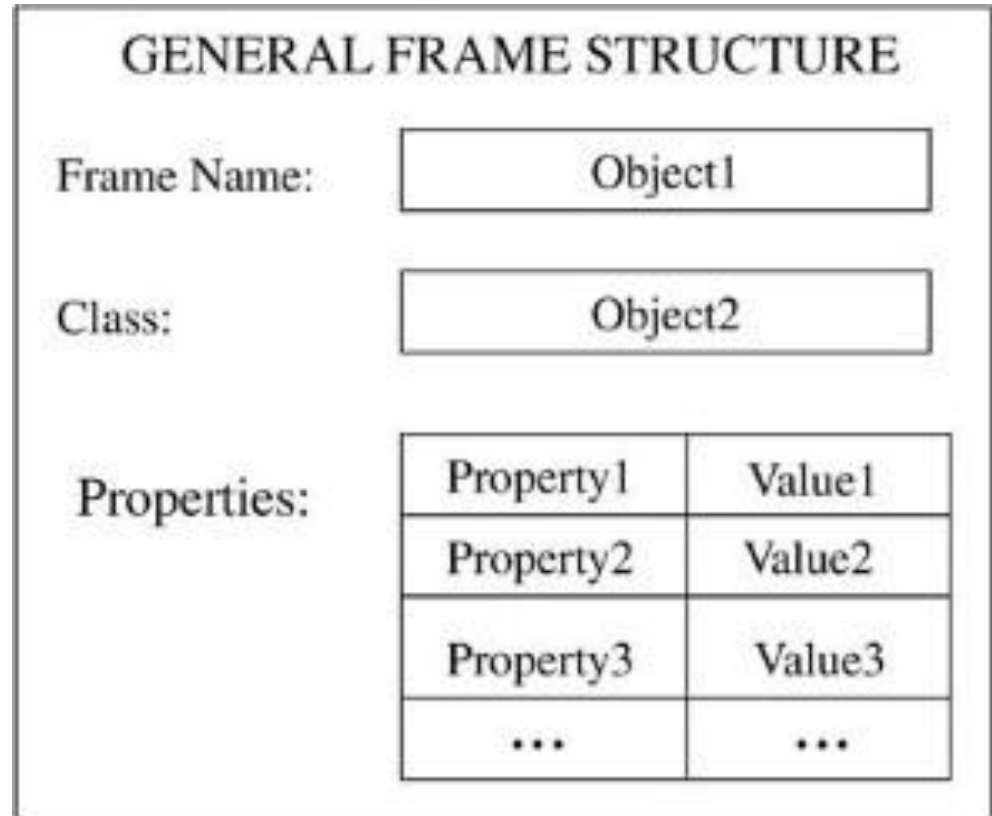 GENERAL FRAME STRUCTURE
Frame Name: Object1
Class: Object2
Properties: Property1 Value1
Property2 Value2
Property3 Value3
... ...